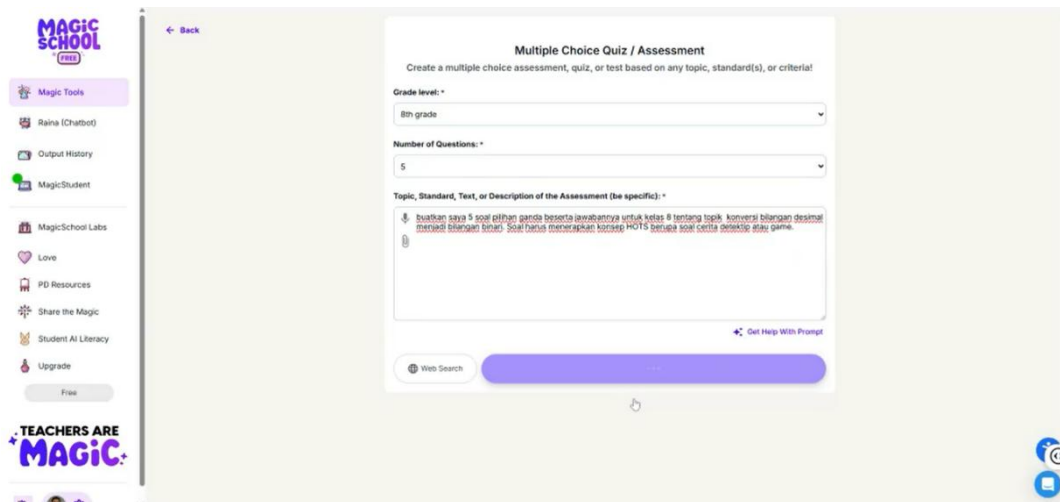 MAGIC
SCHOOL
FREE
Magic Tools
Raina (Chatbot)
Output History
MagicStudent
MagicSchool Labs
Love
PD Resources
Share the Magic
Student AI Literacy
Upgrade
Free
TEACHERS ARE
MAGIC
← Back
Multiple Choice Quiz / Assessment
Create a multiple choice assessment, quiz, or test based on any topic, standard(s), or criteria!
Grade level: *
8th grade
Number of Questions: *
5
Topic, Standard, Text, or Description of the Assessment (be specific): *
buatkan saya 5 soal pilihan ganda beserta jawabannya untuk kelas 8 tentang topik konversi bilangan desimal
menjadi bilangan binari. Soal harus menerapkan konsep HOTS berupa soal cerita detektip atau game.
Get Help With Prompt
Web Search